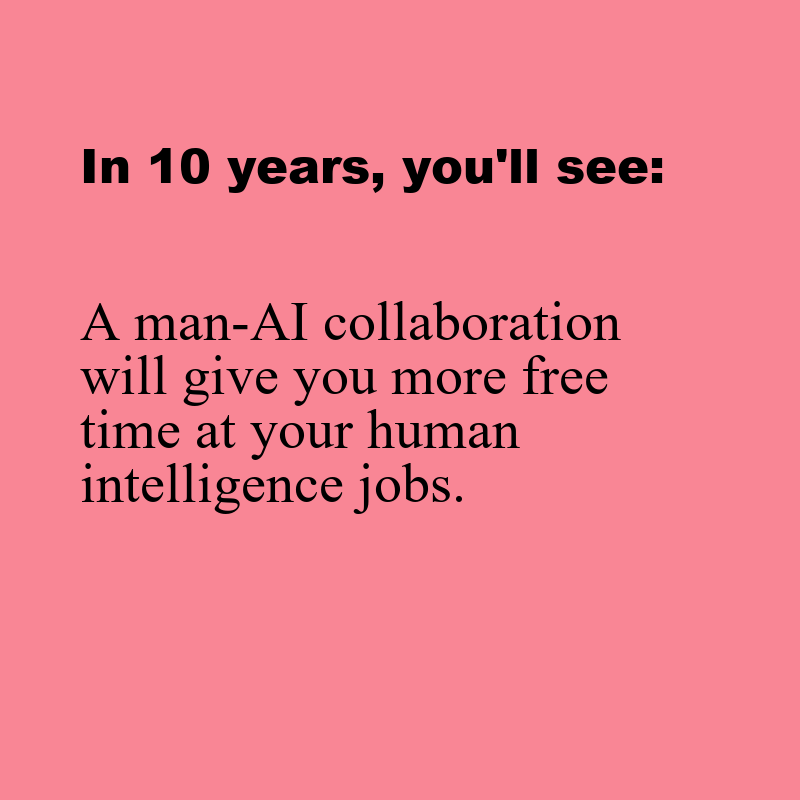 In 10 years, you'll see:
A man-AI collaboration
will give you more free
time at your human
intelligence jobs.